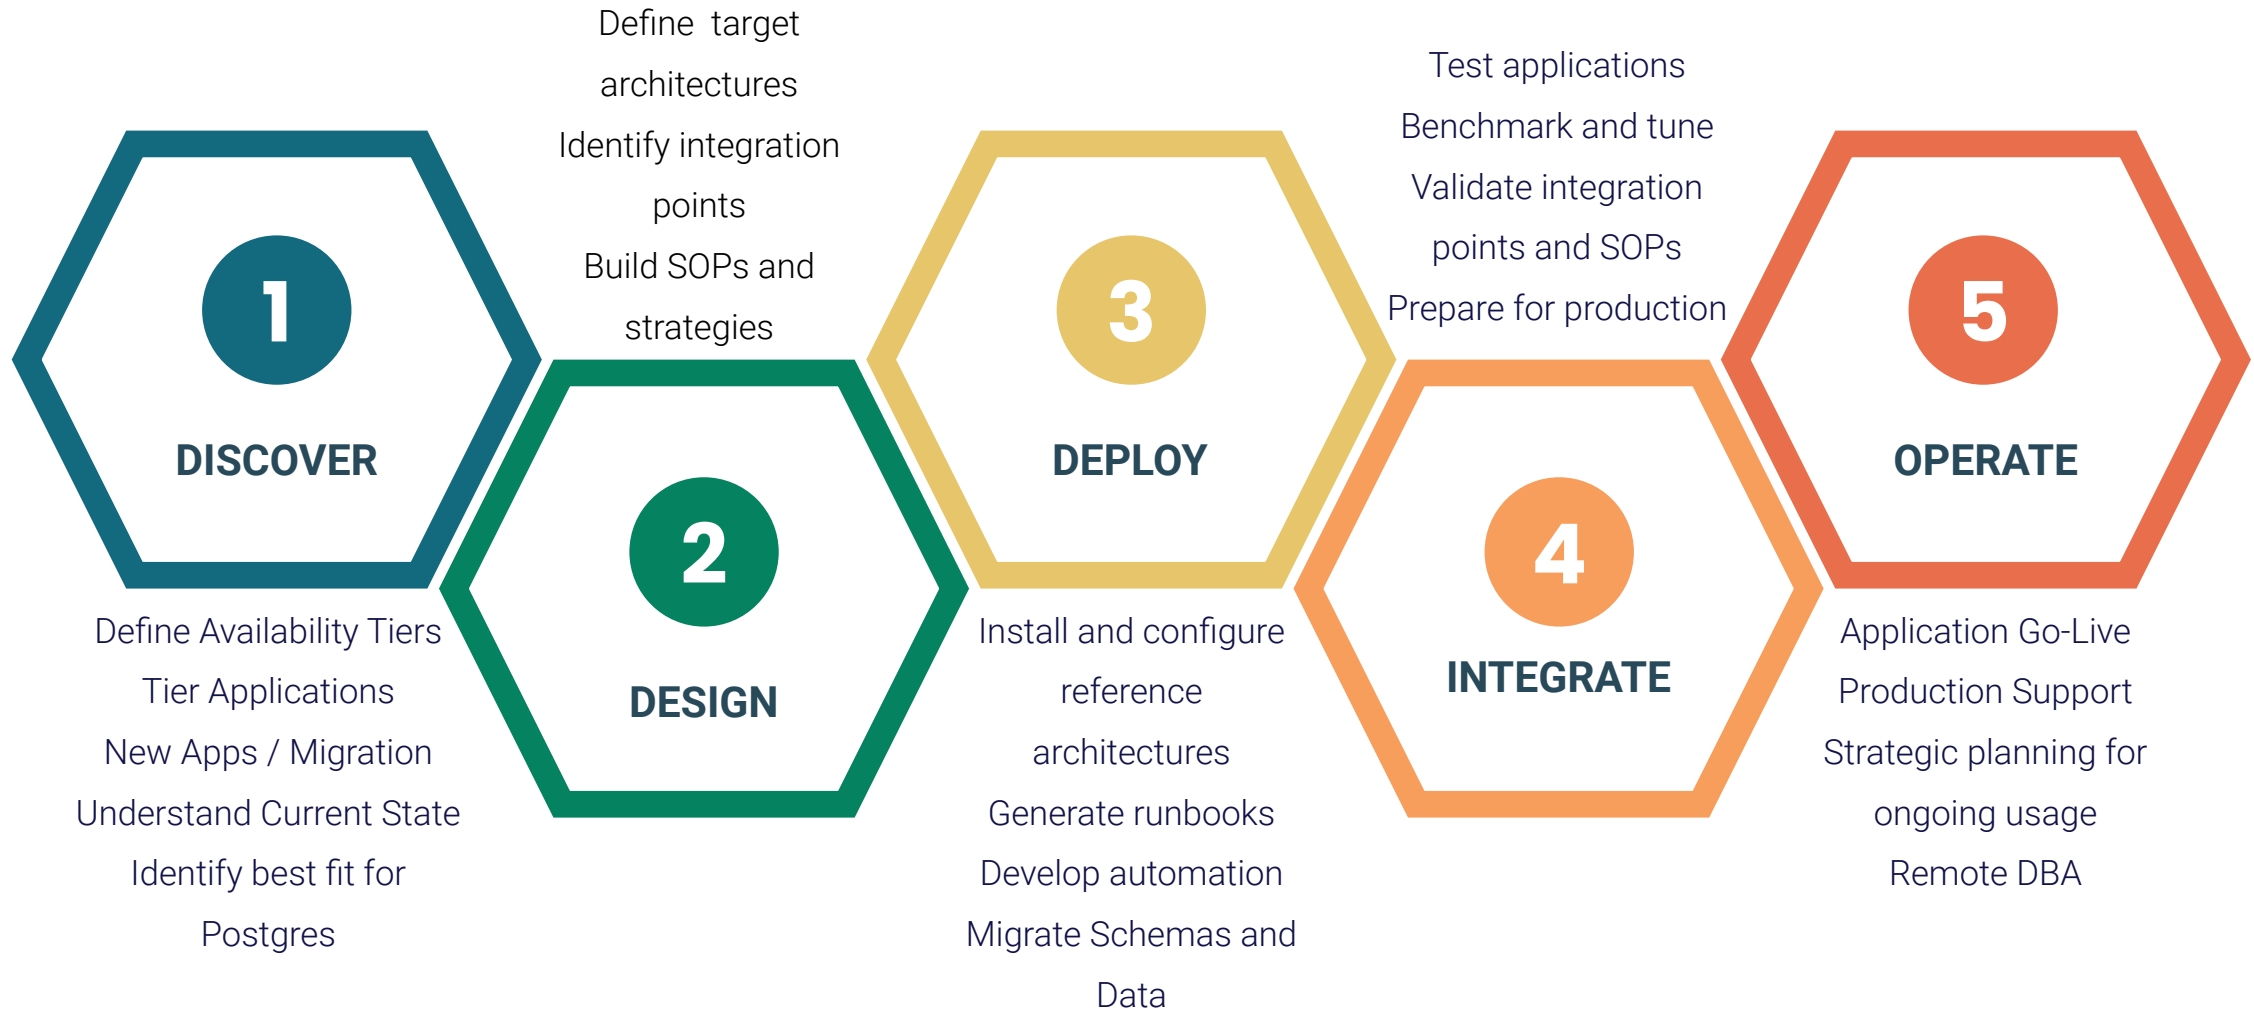 1
DISCOVER
Define Availability Tiers
Tier Applications
New Apps / Migration
Understand Current State
Identify best fit for
Postgres
Define target
architectures
Identify integration
points
Build SOPs and
strategies
2
DESIGN
3
DEPLOY
Install and configure
reference
architectures
Generate runbooks
Develop automation
Migrate Schemas and
Data
Test applications
Benchmark and tune
Validate integration
points and SOPs
Prepare for production
4
INTEGRATE
5
OPERATE
Application Go-Live
Production Support
Strategic planning for
ongoing usage
Remote DBA